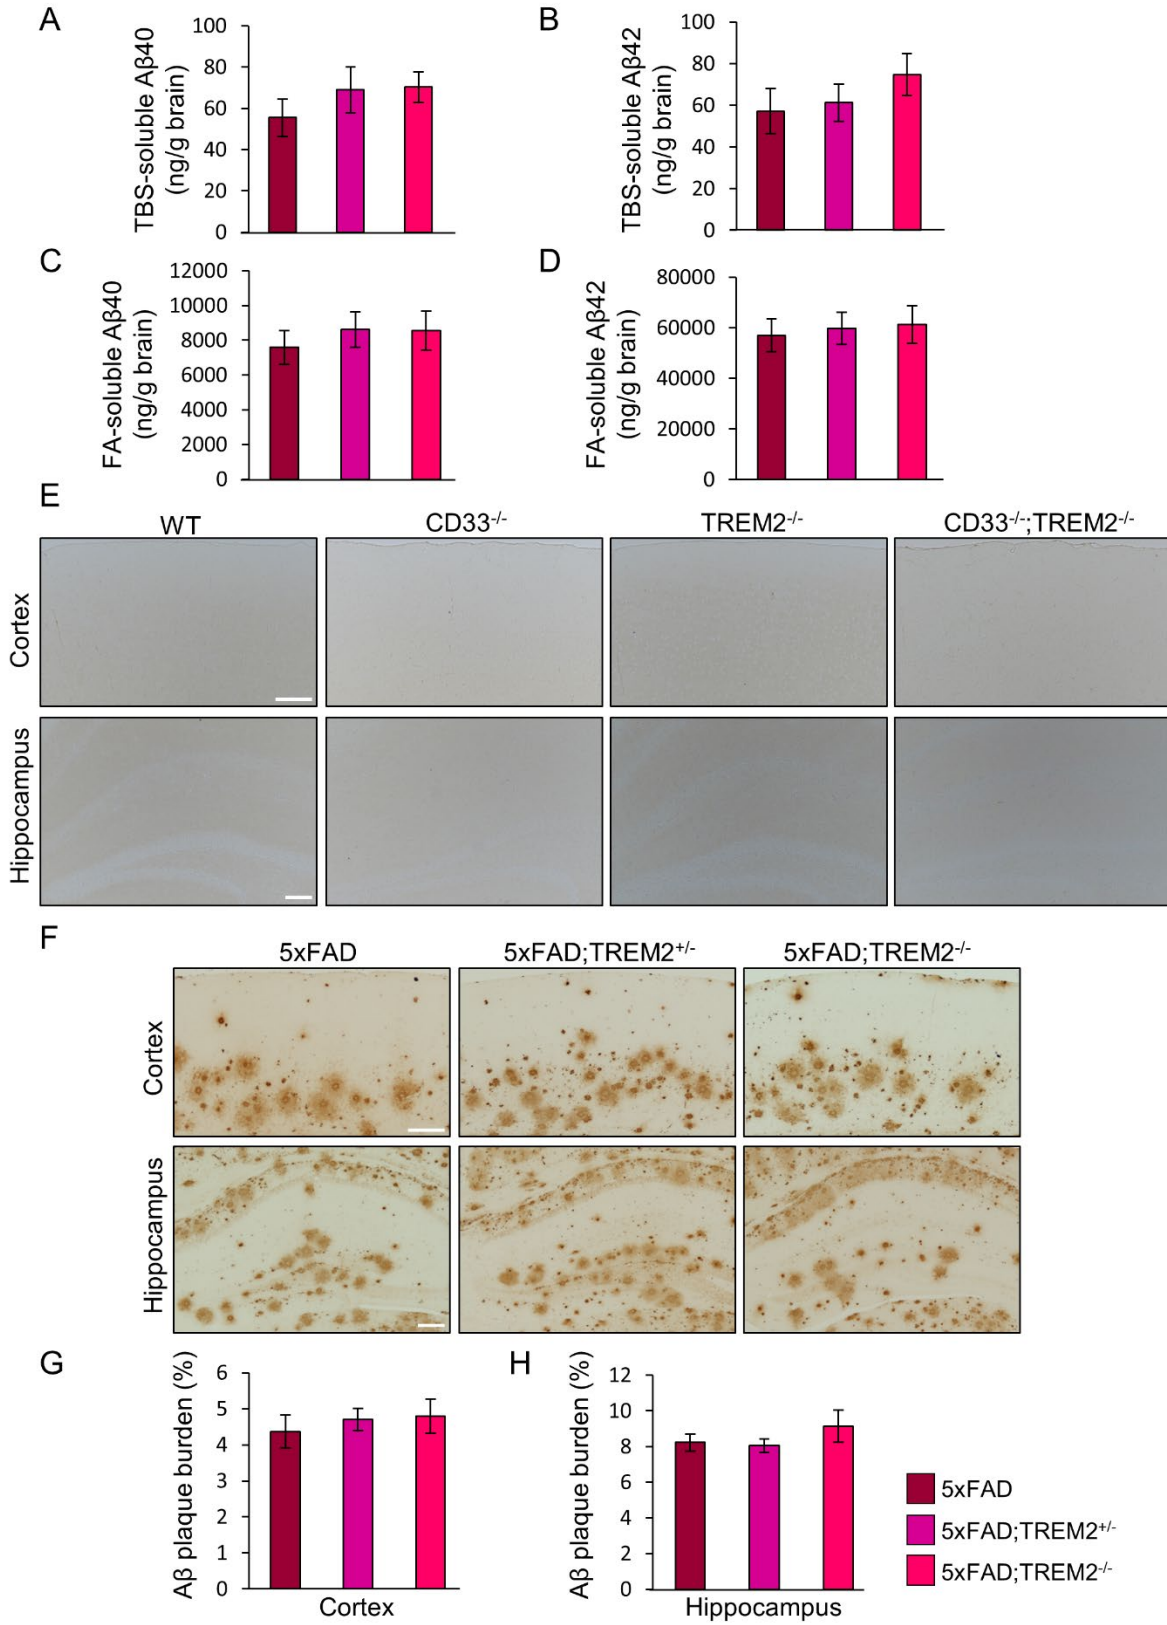 A
TBS-soluble Aβ40
(ng/g brain)
100
80
60
40
20
0
B
TBS-soluble Aβ42
(ng/g brain)
100
80
60
40
20
0
C
FA-soluble Aβ40
(ng/g brain)
12000
10000
8000
6000
4000
2000
0
D
FA-soluble Aβ42
(ng/g brain)
80000
60000
40000
20000
0
E
WT
CD33-/-
TREM2-/-
CD33-/-;TREM2-/-
Cortex
Hippocampus
F
5xFAD
5xFAD;TREM2+/-
5xFAD;TREM2-/-
Cortex
Hippocampus
G
Aβ plaque burden (%)
6
5
4
3
2
1
0
Cortex
H
Aβ plaque burden (%)
12
10
8
6
4
2
0
Hippocampus
5xFAD
5xFAD;TREM2+/-
5xFAD;TREM2-/-